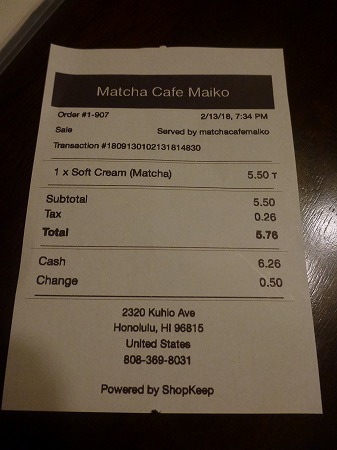 Matcha Cafe Maiko
Order #1-907 2/13/18, 7:34 PM
Sale Served by matchacafemaiko
Transaction #1809130102131814830
1 x Soft Cream (Matcha) 5.50 T
Subtotal 5.50
Tax 0.26
Total 5.76
Cash 6.26
Change 0.50
2320 Kuhio Ave
Honolulu, HI 96815
United States
808-369-8031
Powered by ShopKeep